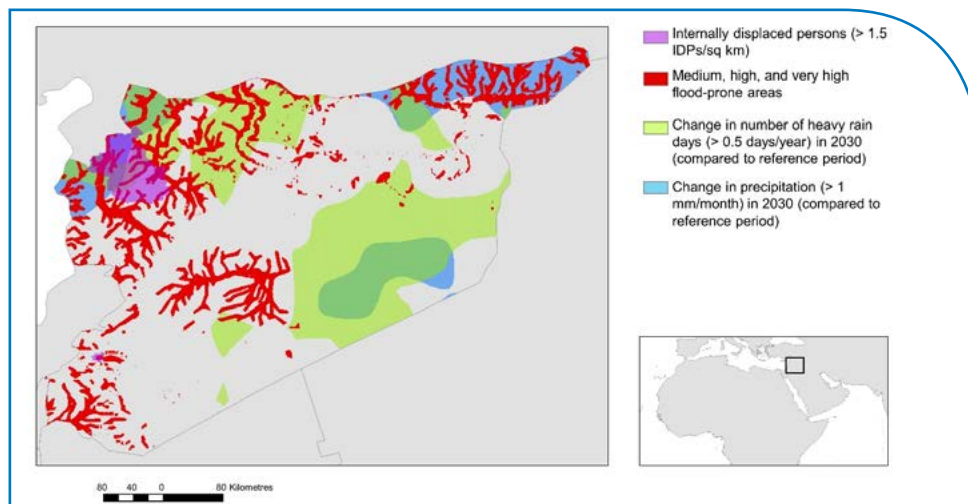 Internally displaced persons (> 1.5
IDPs/sq km)
Medium, high, and very high
flood-prone areas
Change in number of heavy rain
days (> 0.5 days/year) in 2030
(compared to reference period)
Change in precipitation (> 1
mm/month) in 2030 (compared to
reference period)
80 40 0 80 Kilometres